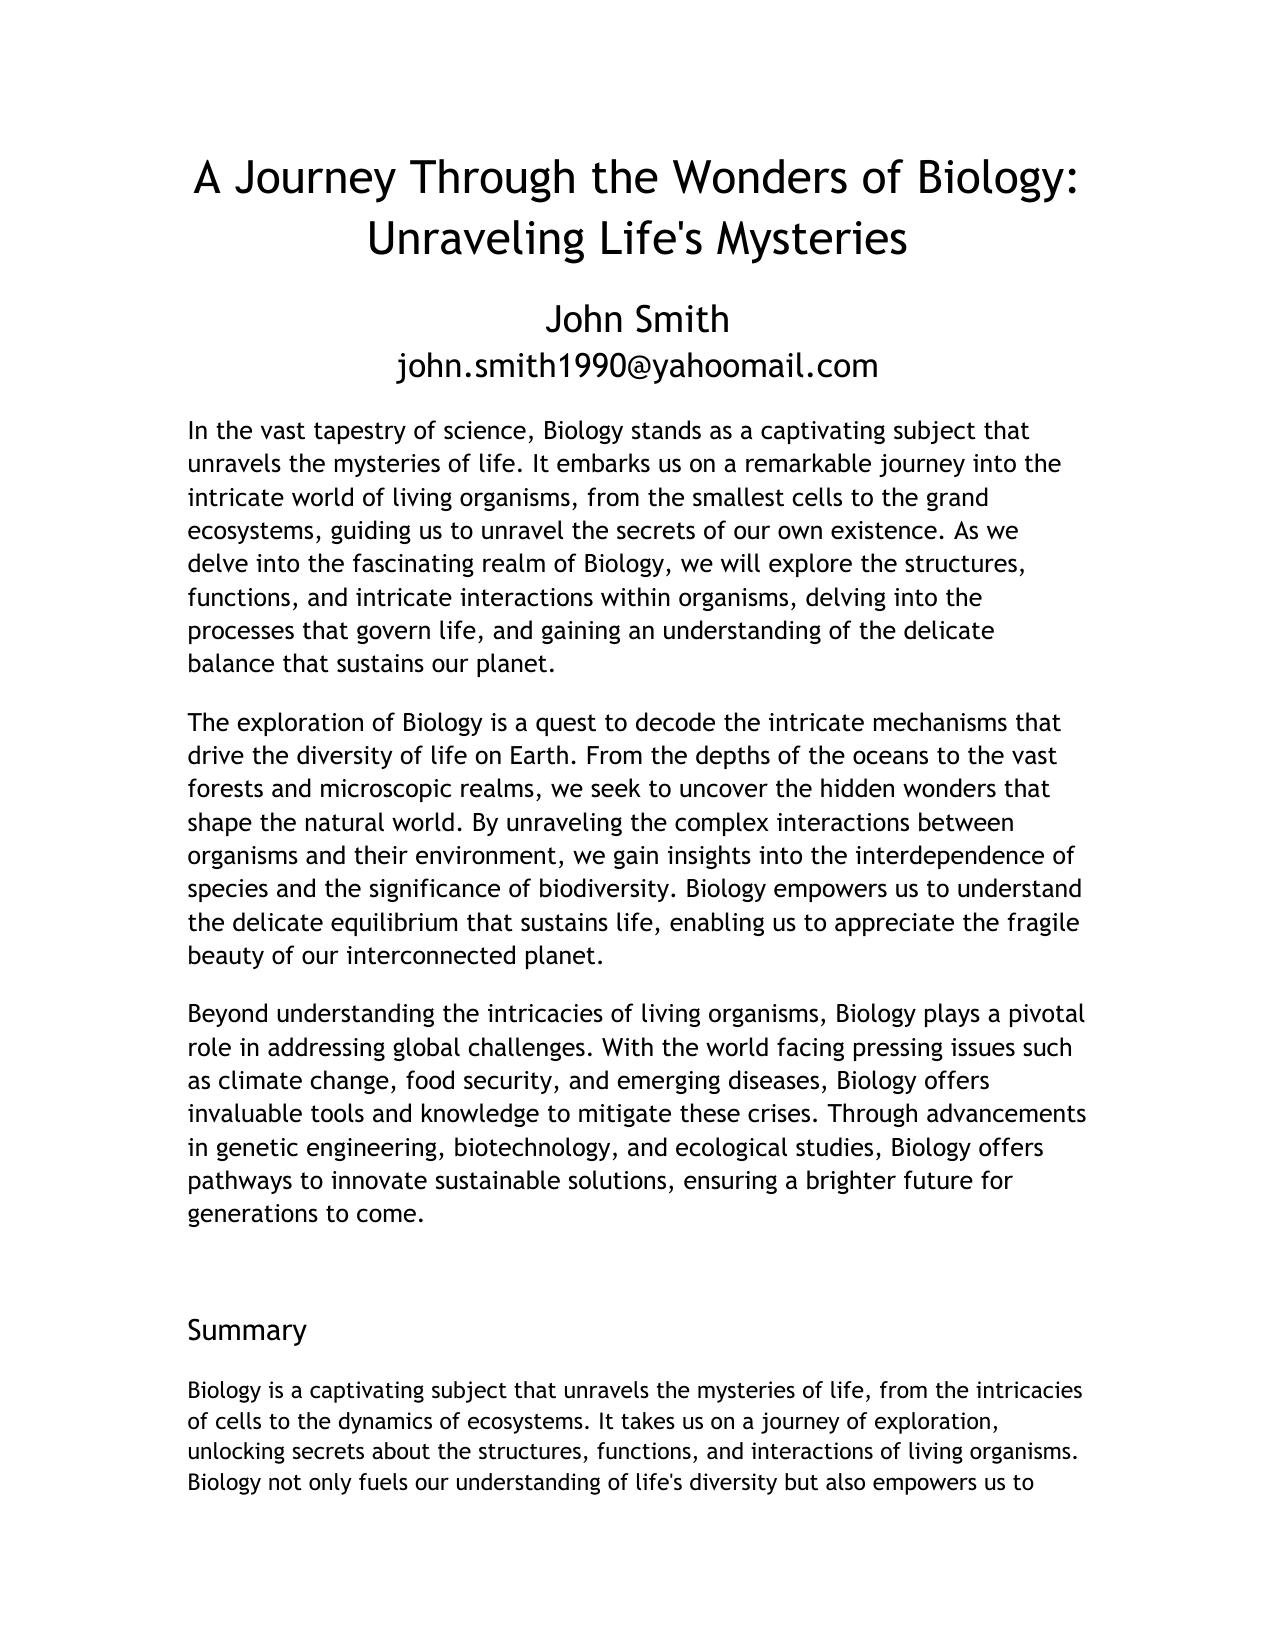 A Journey Through the Wonders of Biology:
Unraveling Life's Mysteries
John Smith
john.smith1990@yahoomail.com
In the vast tapestry of science, Biology stands as a captivating subject that
unravels the mysteries of life. It embarks us on a remarkable journey into the
intricate world of living organisms, from the smallest cells to the grand
ecosystems, guiding us to unravel the secrets of our own existence. As we
delve into the fascinating realm of Biology, we will explore the structures,
functions, and intricate interactions within organisms, delving into the
processes that govern life, and gaining an understanding of the delicate
balance that sustains our planet.
The exploration of Biology is a quest to decode the intricate mechanisms that
drive the diversity of life on Earth. From the depths of the oceans to the vast
forests and microscopic realms, we seek to uncover the hidden wonders that
shape the natural world. By unraveling the complex interactions between
organisms and their environment, we gain insights into the interdependence of
species and the significance of biodiversity. Biology empowers us to understand
the delicate equilibrium that sustains life, enabling us to appreciate the fragile
beauty of our interconnected planet.
Beyond understanding the intricacies of living organisms, Biology plays a pivotal
role in addressing global challenges. With the world facing pressing issues such
as climate change, food security, and emerging diseases, Biology offers
invaluable tools and knowledge to mitigate these crises. Through advancements
in genetic engineering, biotechnology, and ecological studies, Biology offers
pathways to innovate sustainable solutions, ensuring a brighter future for
generations to come.
Summary
Biology is a captivating subject that unravels the mysteries of life, from the intricacies
of cells to the dynamics of ecosystems. It takes us on a journey of exploration,
unlocking secrets about the structures, functions, and interactions of living organisms.
Biology not only fuels our understanding of life's diversity but also empowers us to